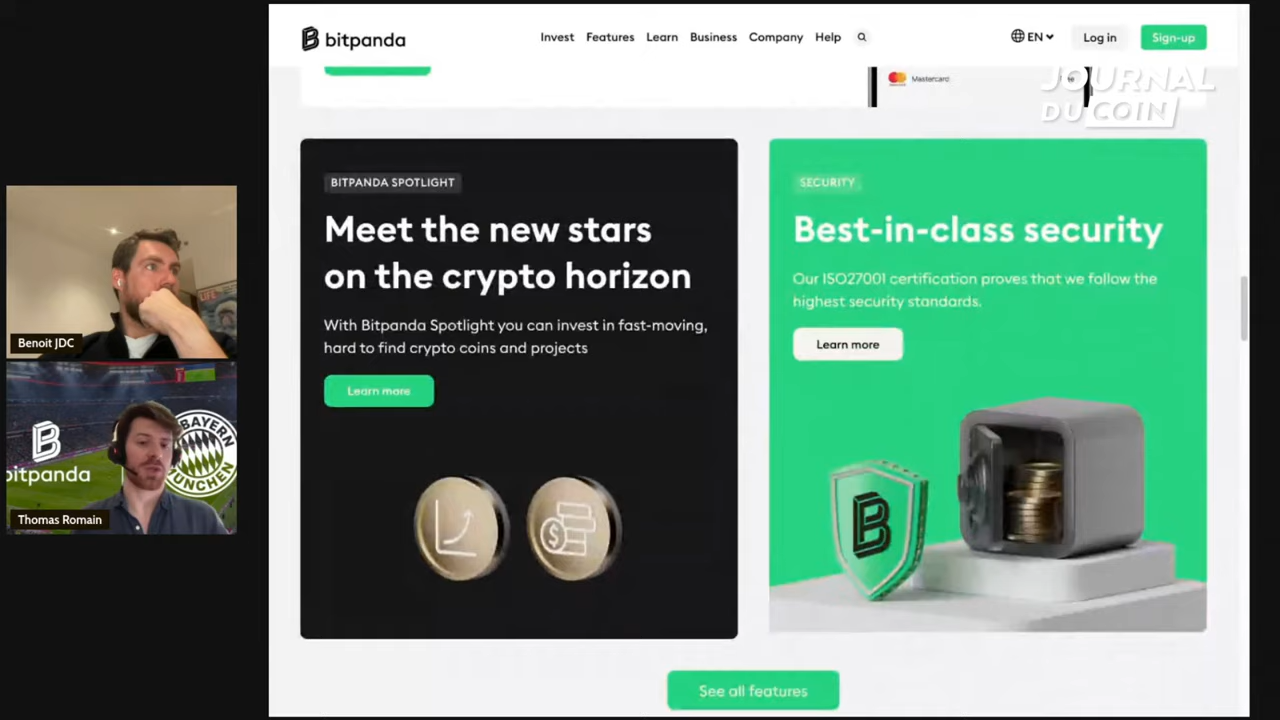 bitpanda
Invest Features Learn Business Company Help
EN
Log in
Sign-up
Mastercard
JOURNAL
DU COIN
BITPANDA SPOTLIGHT
Meet the new stars
on the crypto horizon
With Bitpanda Spotlight you can invest in fast-moving,
hard to find crypto coins and projects
Learn more
SECURITY
Best-in-class security
Our ISO27001 certification proves that we follow the
highest security standards.
Learn more
B
See all features
Benoit JDC
bitpanda
BAYERN
MÜNCHEN
Thomas Romain